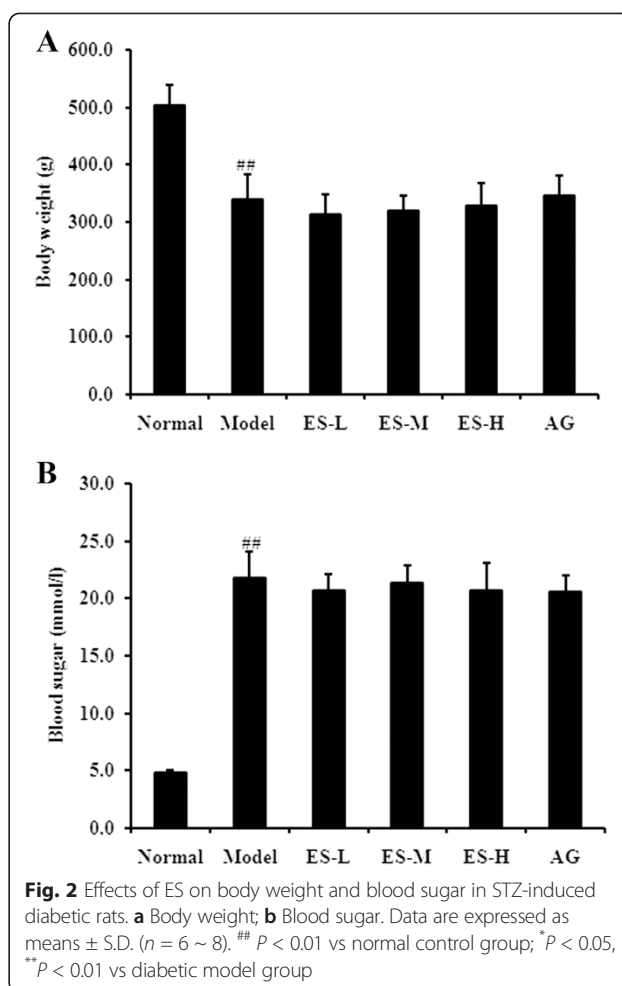 A
600.0
500.0
400.0
300.0
200.0
100.0
0.0
Body weight (g)
##
Normal Model ES-L ES-M ES-H AG
B
30.0
25.0
20.0
15.0
10.0
5.0
0.0
Blood sugar (mmol/l)
##
Normal Model ES-L ES-M ES-H AG
Fig. 2 Effects of ES on body weight and blood sugar in STZ-induced
diabetic rats. a Body weight; b Blood sugar. Data are expressed as
means ± S.D. (n = 6 ~ 8). ## P < 0.01 vs normal control group; *P < 0.05,
**P < 0.01 vs diabetic model group